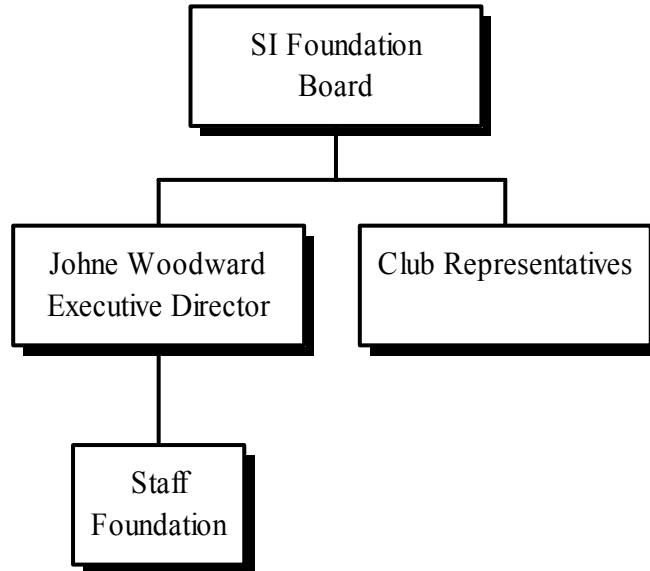 SI Foundation
Board
Johne Woodward
Executive Director
Club Representatives
Staff
Foundation